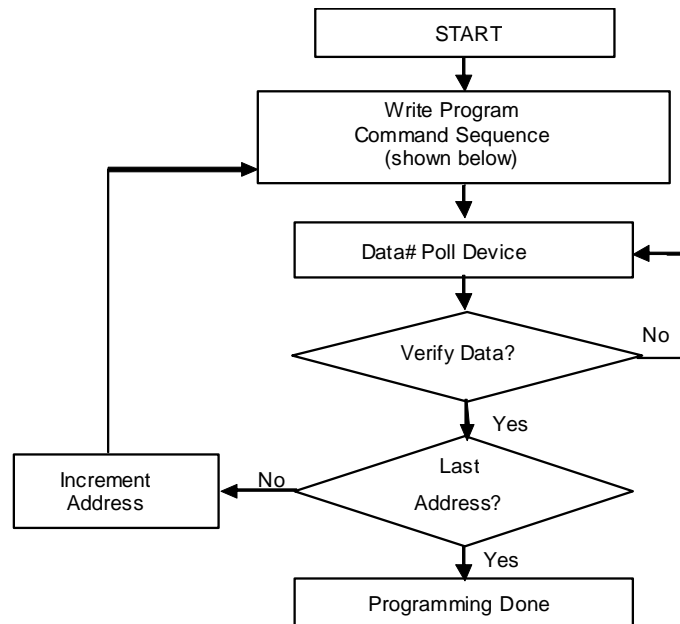 START
Write Program
Command Sequence
(shown below)
Data# Poll Device
Verify Data?
No
Yes
Last
Address?
No
Increment
Address
Yes
Programming Done